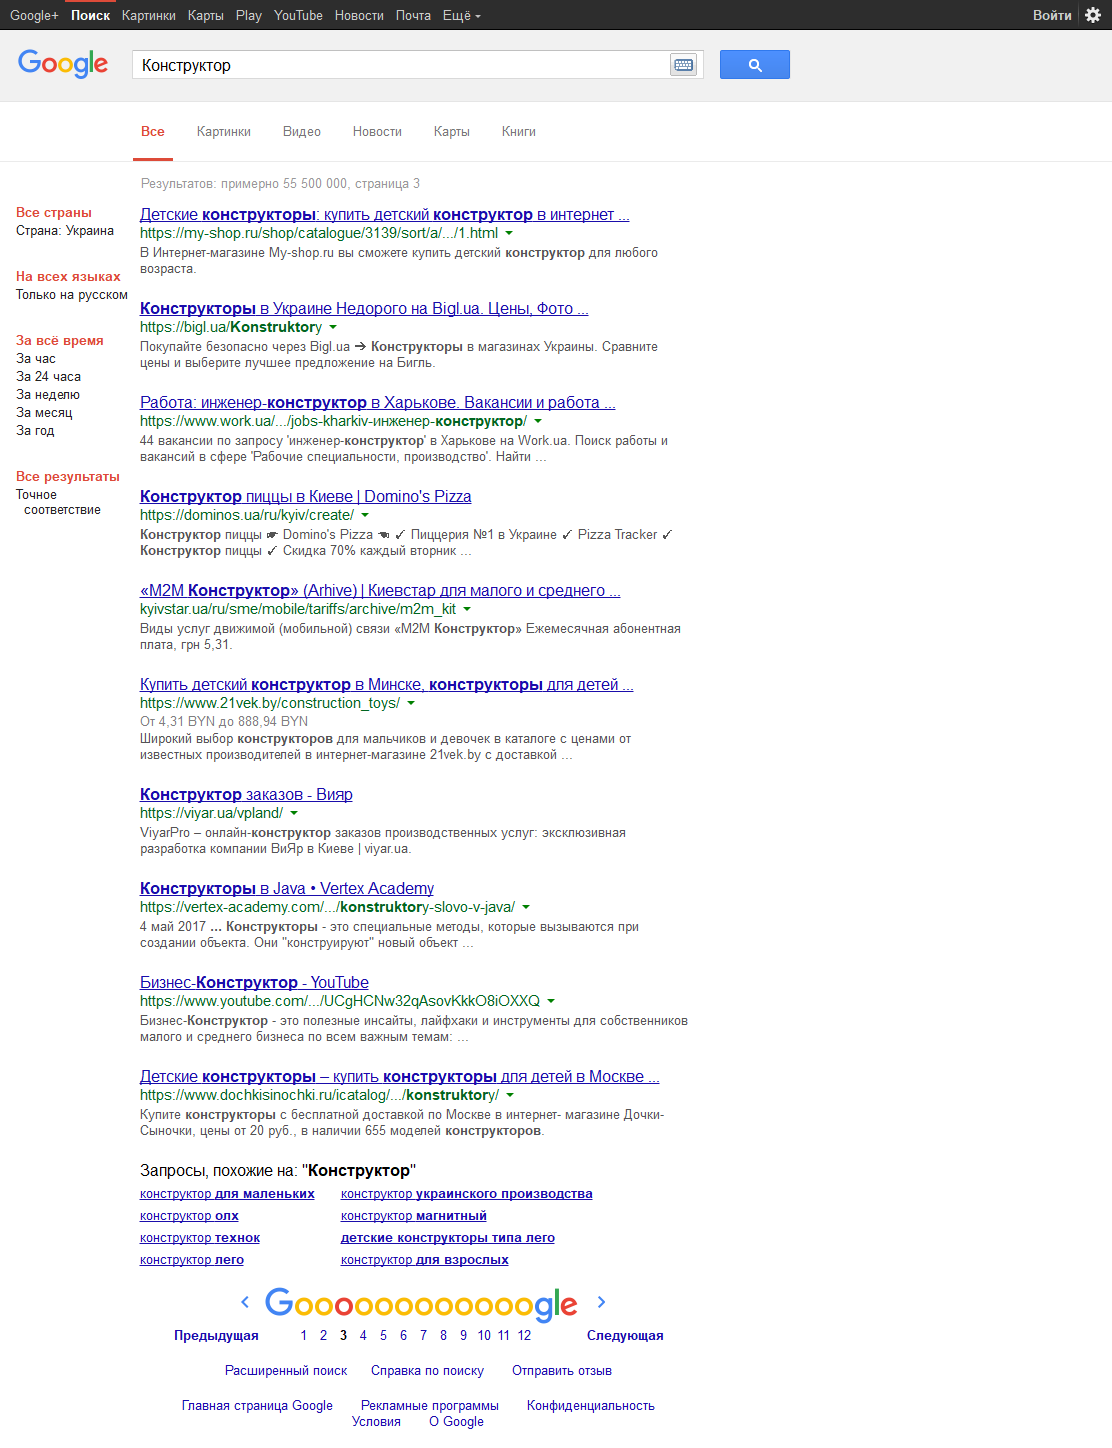 Google+ Поиск Картинки Карты Play YouTube Новости Почта Ещё Войти
Google Конструктор
Все Картинки Видео Новости Карты Книги
Результатов: примерно 55 500 000, страница 3
Все страны
Страна: Украина
На всех языках
Только на русском
За всё время
За час
За 24 часа
За неделю
За месяц
За год
Все результаты
Точное
соответствие
Детские конструкторы: купить детский конструктор в интернет ...
https://my-shop.ru/shop/catalogue/3139/sort/a/.../1.html
В Интернет-магазине My-shop.ru вы сможете купить детский конструктор для любого
возраста.
Конструкторы в Украине Недорого на Bigl.ua. Цены, Фото ...
https://bigl.ua/Konstruktory
Покупайте безопасно через Bigl.ua ➔ Конструкторы в магазинах Украины. Сравните
цены и выберите лучшее предложение на Бигль.
Работа: инженер-конструктор в Харькове. Вакансии и работа ...
https://www.work.ua/.../jobs-kharkiv-инженер-конструктор/
44 вакансии по запросу 'инженер-конструктор' в Харькове на Work.ua. Поиск работы и
вакансий в сфере 'Рабочие специальности, производство'. Найти ...
Конструктор пиццы в Киеве | Domino's Pizza
https://dominos.ua/ru/kyiv/create/
Конструктор пиццы ☛ Domino's Pizza ☚ ✓ Пиццерия №1 в Украине ✓ Pizza Tracker ✓
Конструктор пиццы ✓ Скидка 70% каждый вторник ...
«М2М Конструктор» (Arhive) | Киевстар для малого и среднего ...
kyivstar.ua/ru/sme/mobile/tariffs/archive/m2m_kit
Виды услуг движимой (мобильной) связи «М2М Конструктор» Ежемесячная абонентная
плата, грн 5,31.
Купить детский конструктор в Минске, конструкторы для детей ...
https://www.21vek.by/construction_toys/
От 4,31 BYN до 888,94 BYN
Широкий выбор конструкторов для мальчиков и девочек в каталоге с ценами от
известных производителей в интернет-магазине 21vek.by с доставкой ...
Конструктор заказов - Вияр
https://viyar.ua/vpland/
ViyarPro – онлайн-конструктор заказов производственных услуг: эксклюзивная
разработка компании ВиЯр в Киеве | viyar.ua.
Конструкторы в Java • Vertex Academy
https://vertex-academy.com/.../konstruktory-slovo-v-java/
4 май 2017 ... Конструкторы - это специальные методы, которые вызываются при
создании объекта. Они "конструируют" новый объект ...
Бизнес-Конструктор - YouTube
https://www.youtube.com/.../UCgHCNw32qAsovKkkO8iOXXQ
Бизнес-Конструктор - это полезные инсайты, лайфхаки и инструменты для собственников
малого и среднего бизнеса по всем важным темам: ...
Детские конструкторы – купить конструкторы для детей в Москве ...
https://www.dochkisinochki.ru/icatalog/.../konstruktory/
Купите конструкторы с бесплатной доставкой по Москве в интернет- магазине Дочки-
Сыночки, цены от 20 руб., в наличии 655 моделей конструкторов.
Запросы, похожие на: "Конструктор"
конструктор для маленьких конструктор украинского производства
конструктор олх конструктор магнитный
конструктор технок детские конструкторы типа лего
конструктор лего конструктор для взрослых
Goooooooooooogle
Предыдущая 1 2 3 4 5 6 7 8 9 10 11 12 Следующая
Расширенный поиск Справка по поиску Отправить отзыв
Главная страница Google Рекламные программы Конфиденциальность
Условия О Google